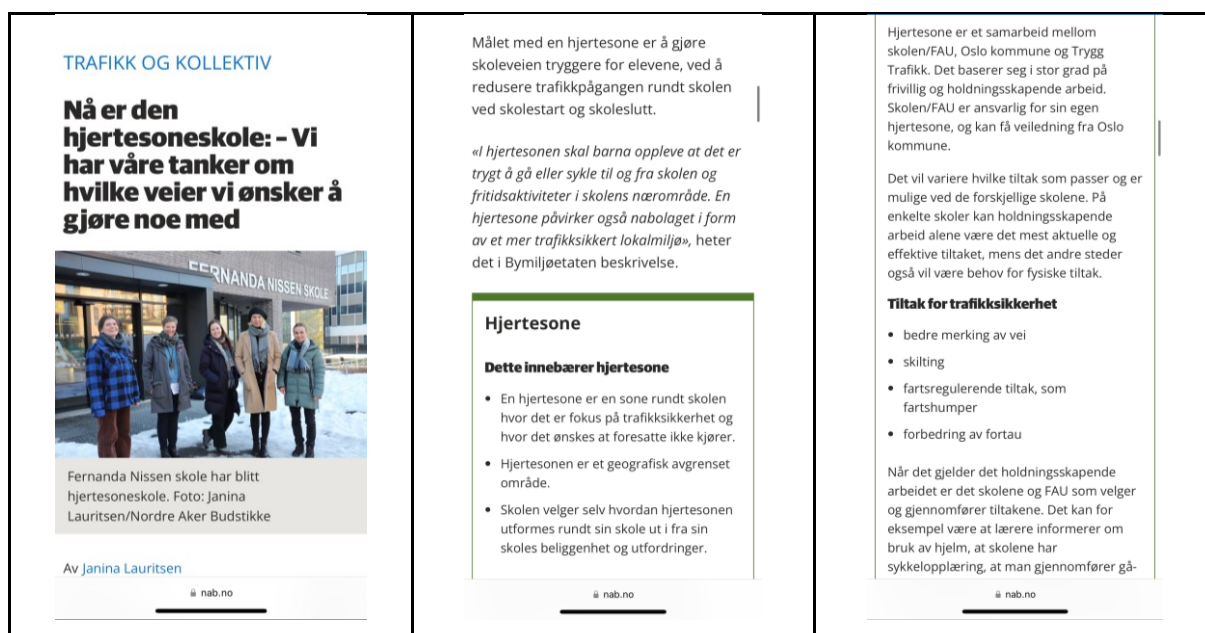 TRAFIKK OG KOLLEKTIV
Nå er den
hjertesoneskole: – Vi
har våre tanker om
hvilke veier vi ønsker å
gjøre noe med
FERNANDA NISSEN SKOLE
Fernanda Nissen skole har blitt
hjertesoneskole. Foto: Janina
Lauritsen/Nordre Aker Budstikke
Av Janina Lauritsen
nab.no
Målet med en hjertesone er å gjøre
skoleveien tryggere for elevene, ved å
redusere trafikkpågangen rundt skolen
ved skolestart og skoleslutt.
«I hjertesonen skal barna oppleve at det er
trygt å gå eller sykle til og fra skolen og
fritidsaktiviteter i skolens nærområde. En
hjertesone påvirker også nabolaget i form
av et mer trafikksikkert lokalmiljø», heter
det i Bymiljøetaten beskrivelse.
Hjertesone
Dette innebærer hjertesone
• En hjertesone er en sone rundt skolen
hvor det er fokus på trafikksikkerhet og
hvor det ønskes at foresatte ikke kjører.
• Hjertesonen er et geografisk avgrenset
område.
• Skolen velger selv hvordan hjertesonen
utformes rundt sin skole ut i fra sin
skoles beliggenhet og utfordringer.
nab.no
Hjertesone er et samarbeid mellom
skolen/FAU, Oslo kommune og Trygg
Trafikk. Det baserer seg i stor grad på
frivillig og holdningsskapende arbeid.
Skolen/FAU er ansvarlig for sin egen
hjertesone, og kan få veiledning fra Oslo
kommune.
Det vil variere hvilke tiltak som passer og er
mulige ved de forskjellige skolene. På
enkelte skoler kan holdningsskapende
arbeid alene være det mest aktuelle og
effektive tiltaket, mens det andre steder
også vil være behov for fysiske tiltak.
Tiltak for trafikksikkerhet
• bedre merking av vei
• skilting
• fartsregulerende tiltak, som
fartshumper
• forbedring av fortau
Når det gjelder det holdningsskapende
arbeidet er det skolene og FAU som velger
og gjennomfører tiltakene. Det kan for
eksempel være at lærere informerer om
bruk av hjelm, at skolene har
sykkelopplæring, at man gjennomfører gå-
nab.no